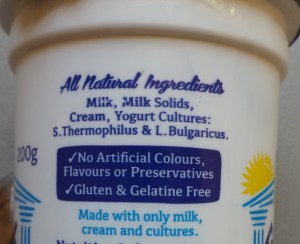 All Natural Ingredients
Milk, Milk Solids,
Cream, Yogurt Cultures:
S.Thermophilus & L.Bulgaricus.
200g
✓No Artificial Colours,
Flavours or Preservatives
✓Gluten & Gelatine Free
Made with only milk,
cream and cultures.